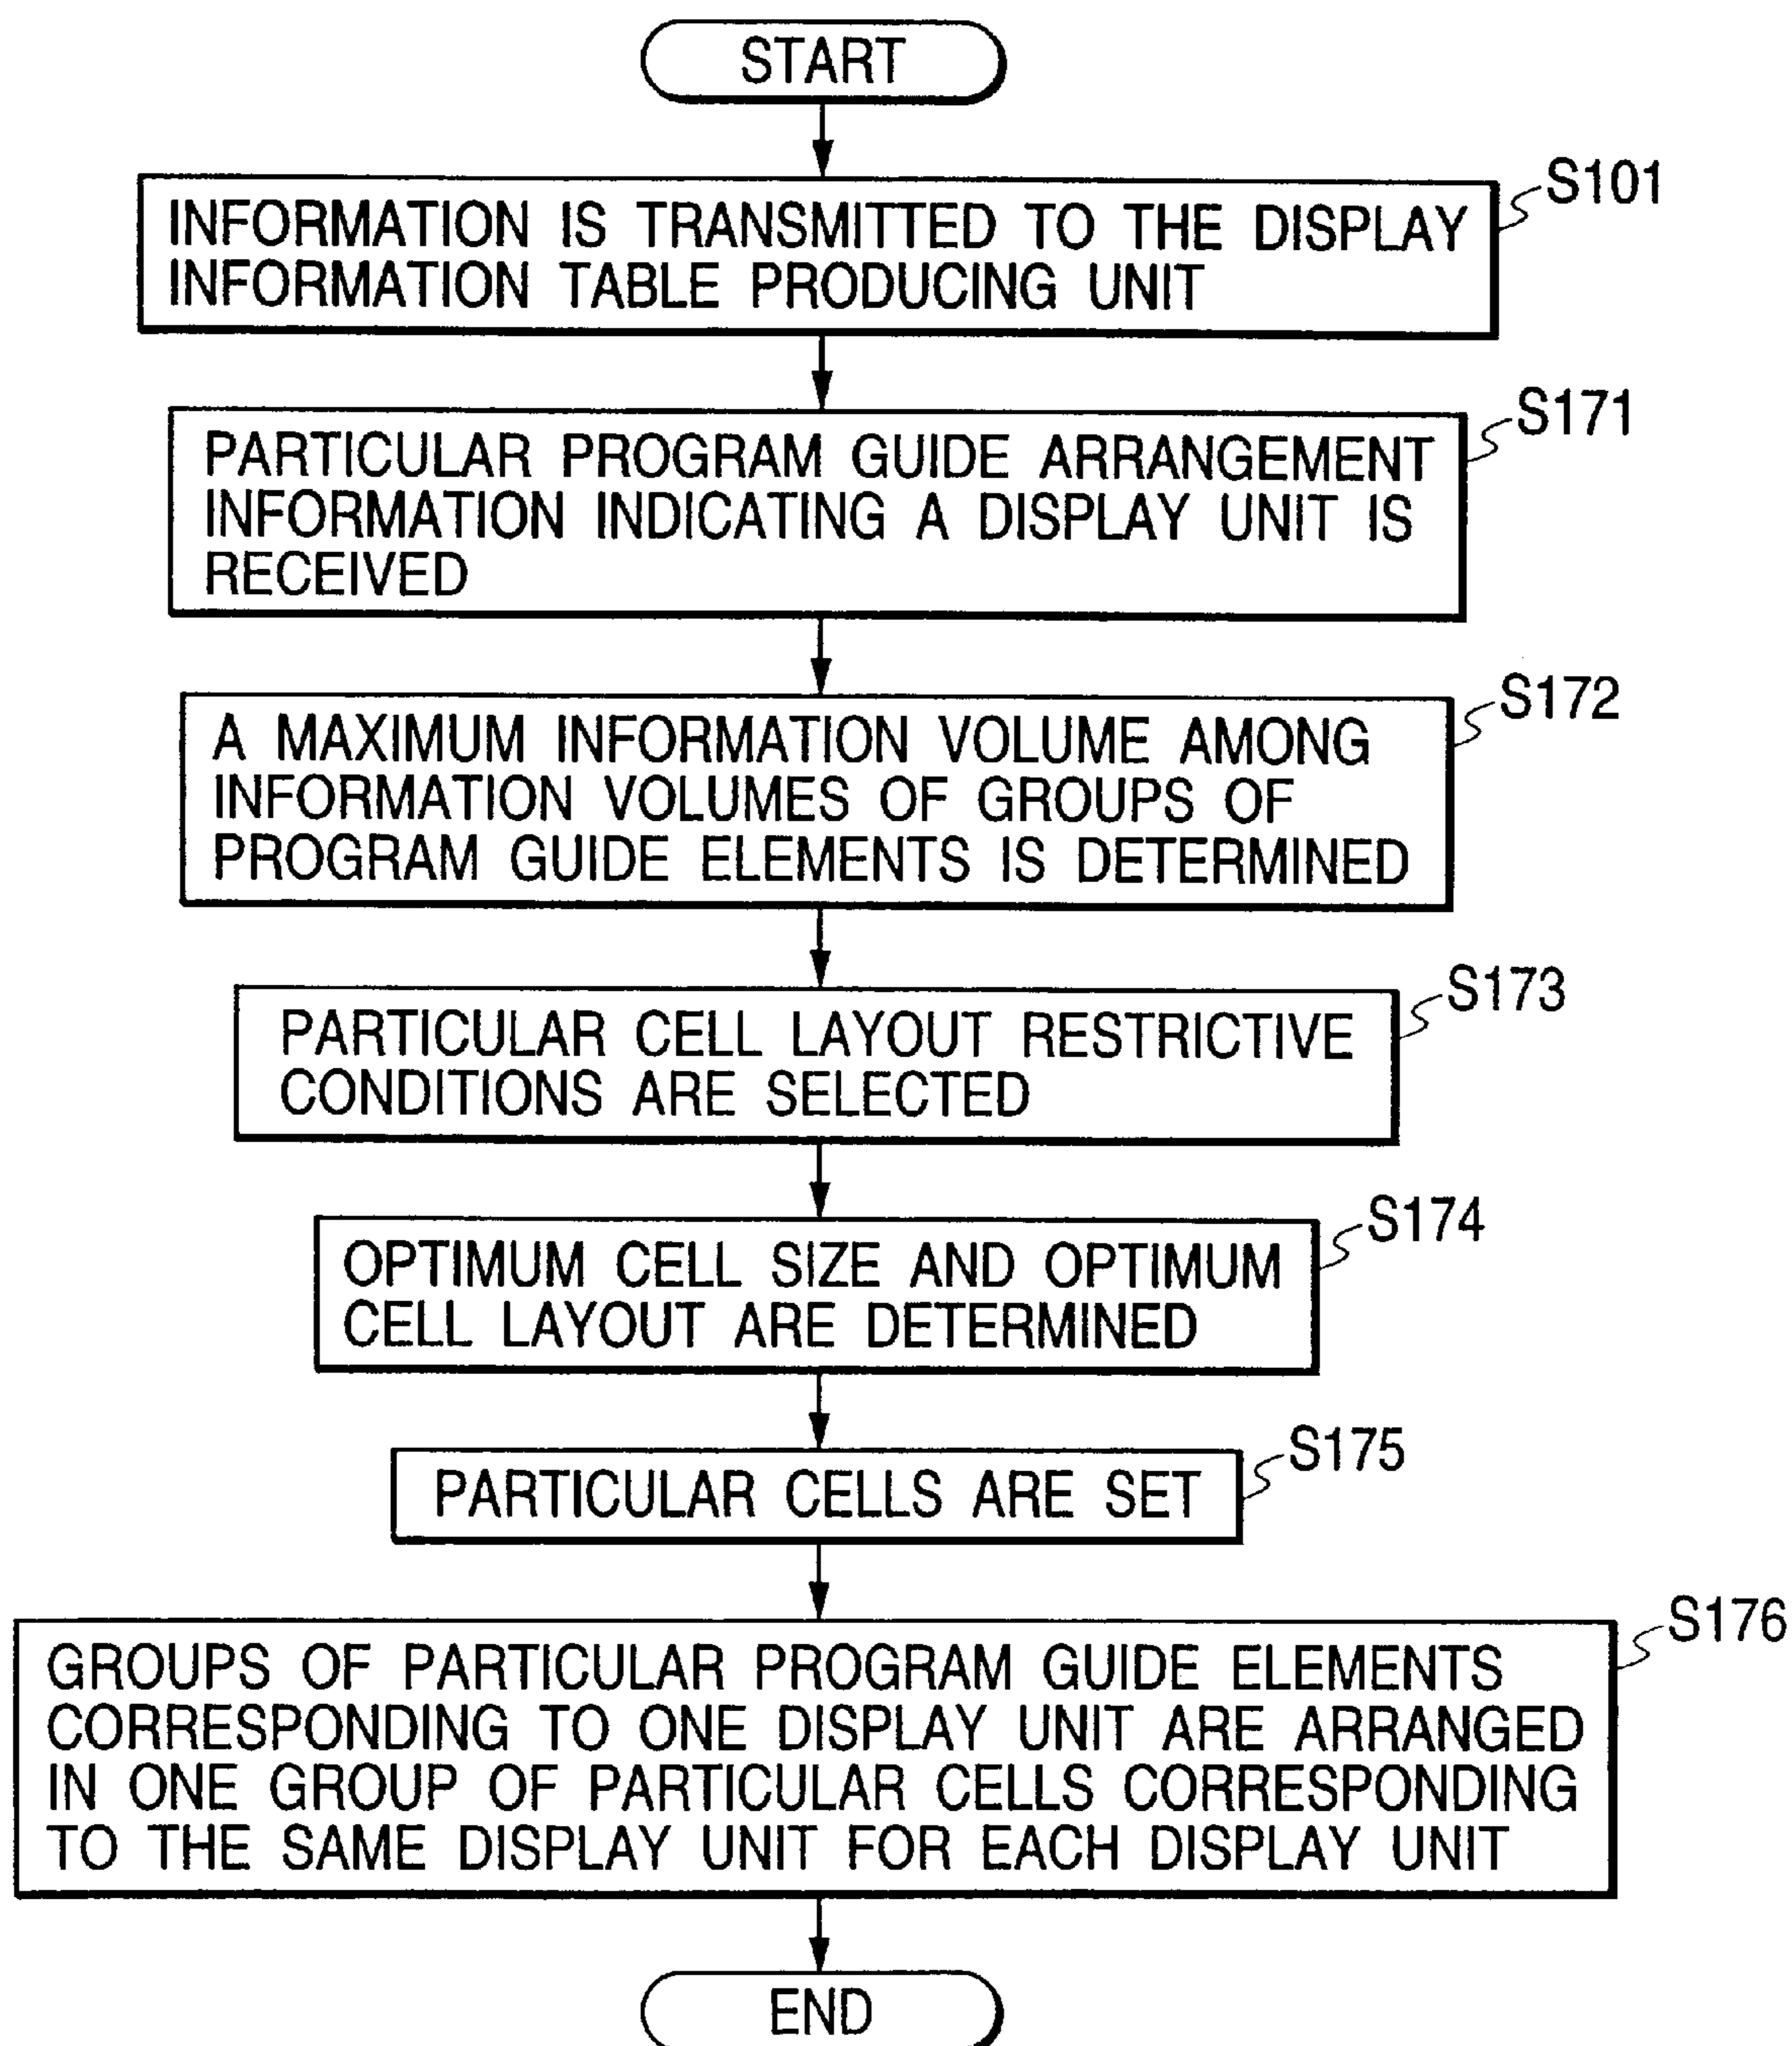 START
S101
INFORMATION IS TRANSMITTED TO THE DISPLAY
INFORMATION TABLE PRODUCING UNIT
S171
PARTICULAR PROGRAM GUIDE ARRANGEMENT
INFORMATION INDICATING A DISPLAY UNIT IS
RECEIVED
S172
A MAXIMUM INFORMATION VOLUME AMONG
INFORMATION VOLUMES OF GROUPS OF
PROGRAM GUIDE ELEMENTS IS DETERMINED
S173
PARTICULAR CELL LAYOUT RESTRICTIVE
CONDITIONS ARE SELECTED
S174
OPTIMUM CELL SIZE AND OPTIMUM
CELL LAYOUT ARE DETERMINED
S175
PARTICULAR CELLS ARE SET
S176
GROUPS OF PARTICULAR PROGRAM GUIDE ELEMENTS
CORRESPONDING TO ONE DISPLAY UNIT ARE ARRANGED
IN ONE GROUP OF PARTICULAR CELLS CORRESPONDING
TO THE SAME DISPLAY UNIT FOR EACH DISPLAY UNIT
END